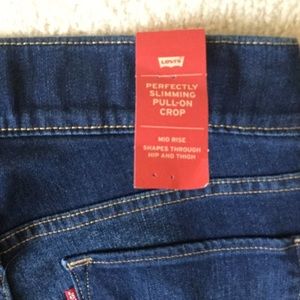 LEVI'S
PERFECTLY
SLIMMING
PULL-ON
CROP
MID RISE
SHAPES THROUGH
HIP AND THIGH